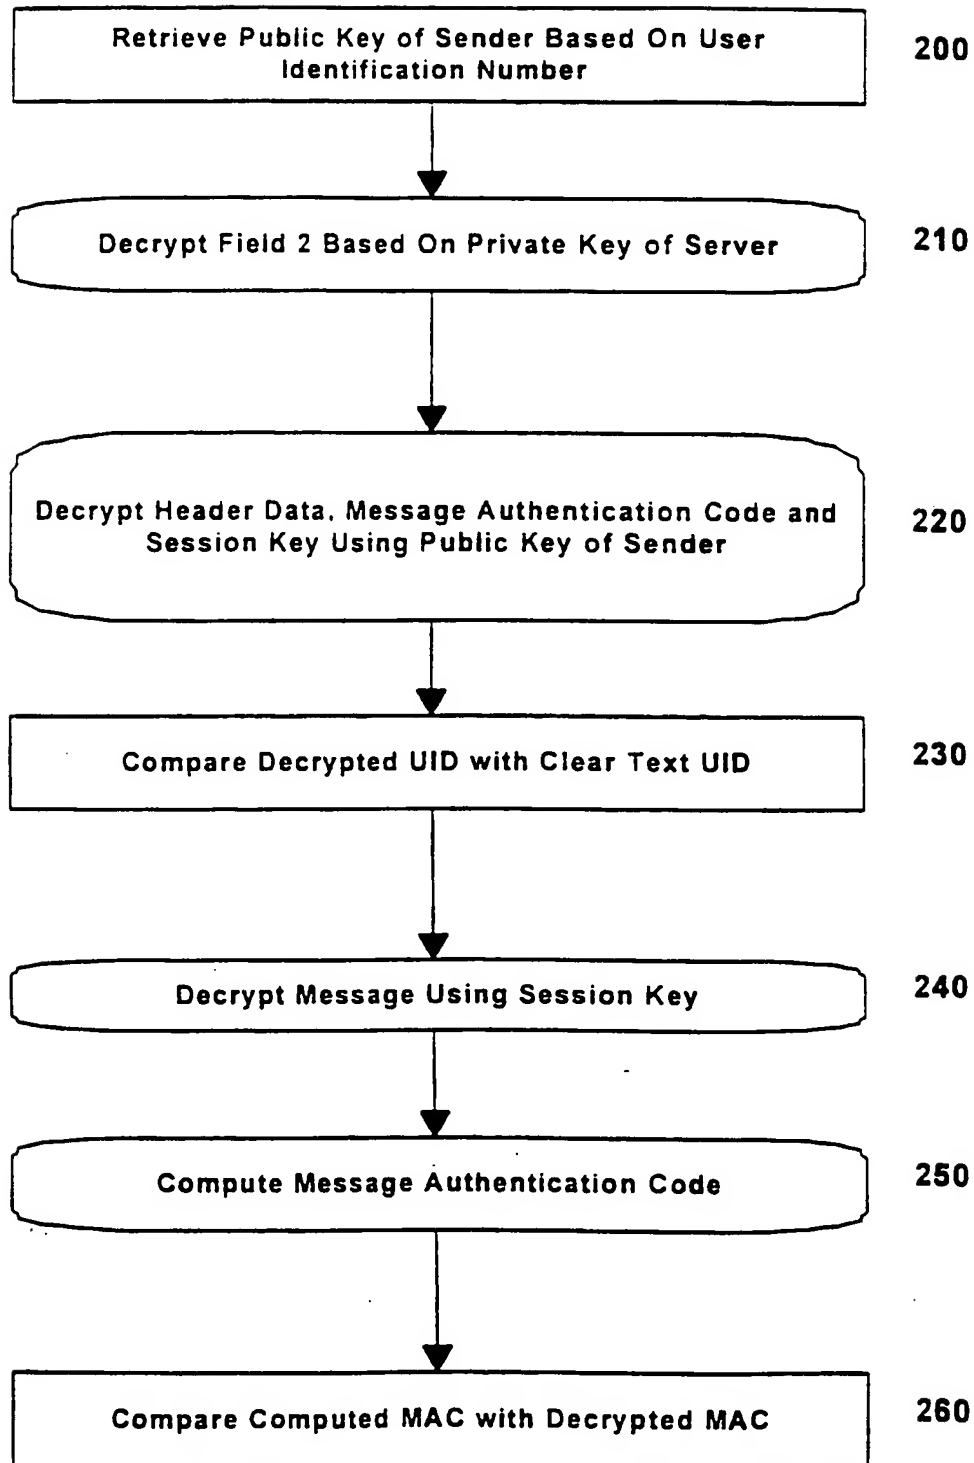 Retrieve Public Key of Sender Based On User
Identification Number
200
Decrypt Field 2 Based On Private Key of Server
210
Decrypt Header Data, Message Authentication Code and
Session Key Using Public Key of Sender
220
Compare Decrypted UID with Clear Text UID
230
Decrypt Message Using Session Key
240
Compute Message Authentication Code
250
Compare Computed MAC with Decrypted MAC
260